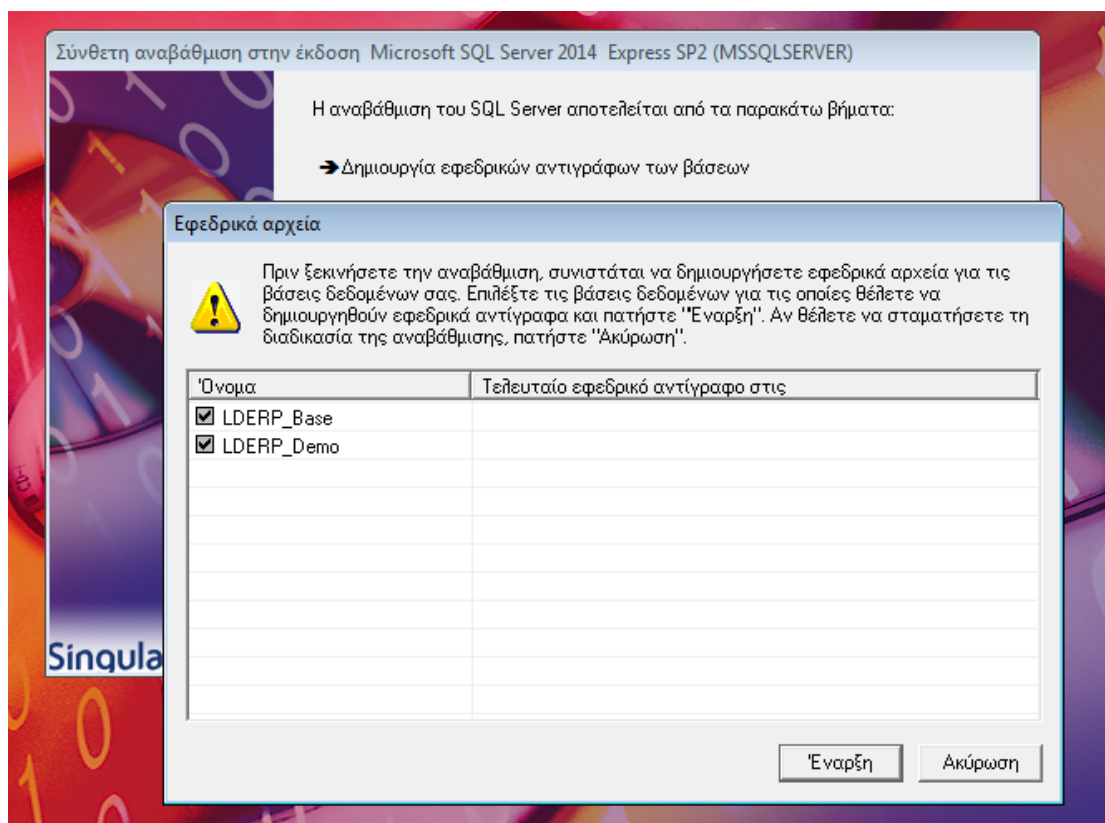 Σύνθετη αναβάθμιση στην έκδοση Microsoft SQL Server 2014 Express SP2 (MSSQLSERVER)
Η αναβάθμιση του SQL Server αποτελείται από τα παρακάτω βήματα:
➔Δημιουργία εφεδρικών αντιγράφων των βάσεων
Εφεδρικά αρχεία
Πριν ξεκινήσετε την αναβάθμιση, συνιστάται να δημιουργήσετε εφεδρικά αρχεία για τις
βάσεις δεδομένων σας. Επιλέξτε τις βάσεις δεδομένων για τις οποίες θέλετε να
δημιουργηθούν εφεδρικά αντίγραφα και πατήστε "Έναρξη". Αν θέλετε να σταματήσετε τη
διαδικασία της αναβάθμισης, πατήστε "Ακύρωση".
Όνομα Τελευταίο εφεδρικό αντίγραφο στις
LDERP_Base
LDERP_Demo
Singula
Έναρξη Ακύρωση